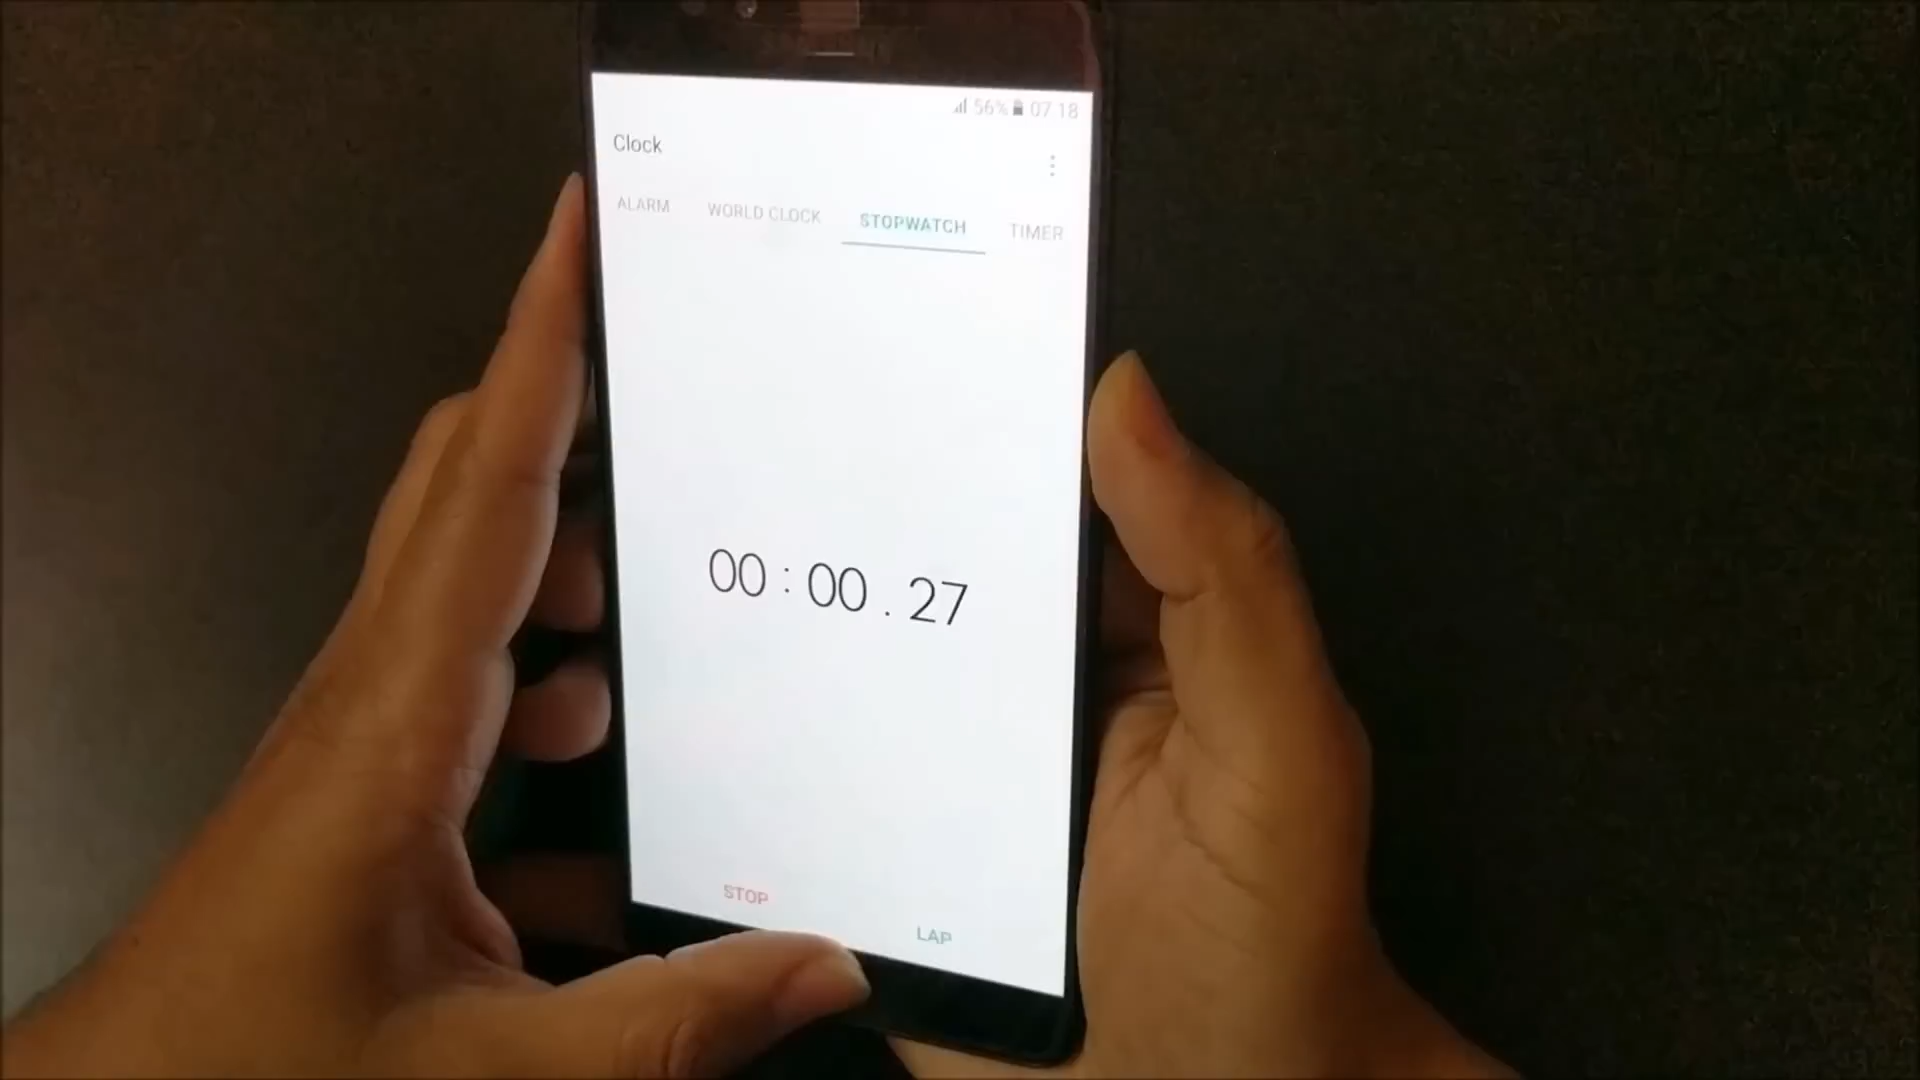 56% 07 18
Clock
ALARM WORLD CLOCK STOPWATCH TIMER
00 : 00 . 27
STOP LAP